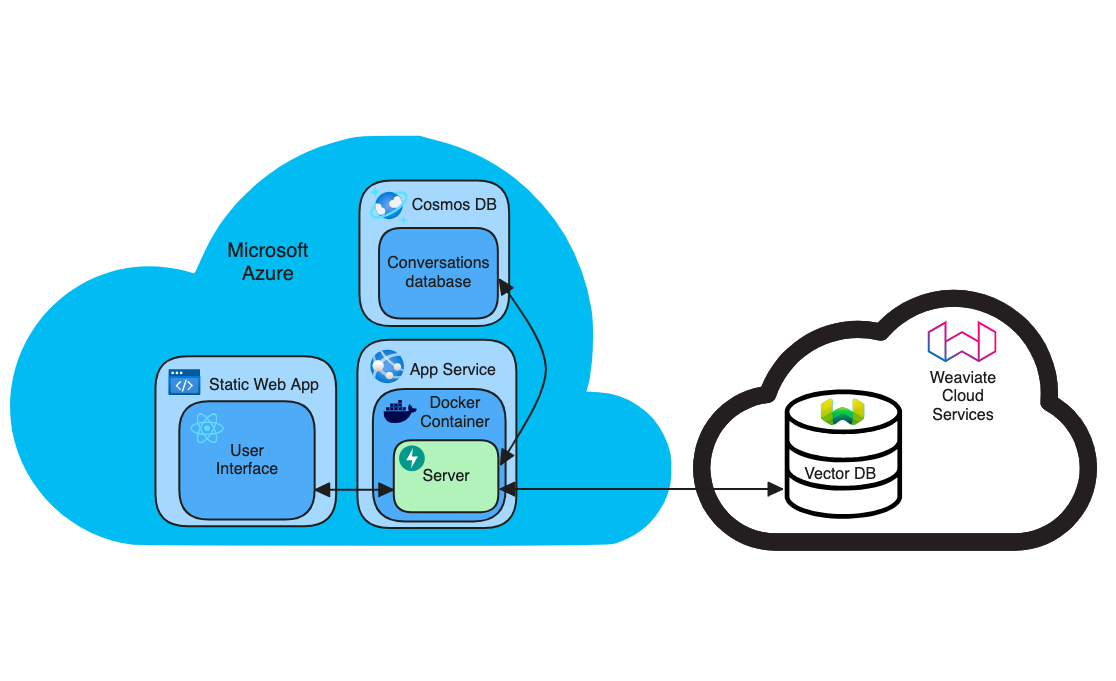 Cosmos DB
Conversations
database
Microsoft
Azure
Static Web App
User
Interface
App Service
Docker
Container
Server
Weaviate
Cloud
Services
Vector DB